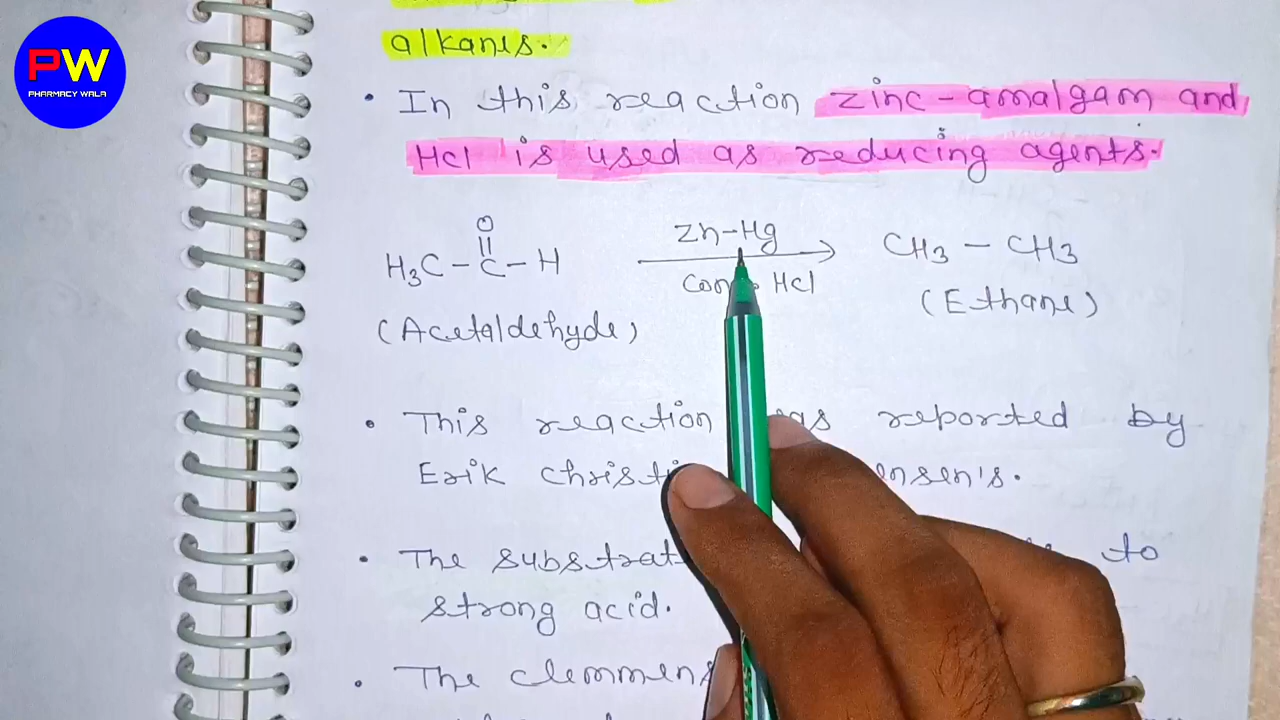 PW
PHARMACY WALA
alkanes.
• In this reaction zinc-amalgam and
HCl is used as reducing agents.
O
||
H₃C – C – H
Zn-Hg
HCl
CH₃ – CH₃
(Acetaldehyde)
(Ethane)
• This reaction reported by
Erik
• The to
strong acid.
• The